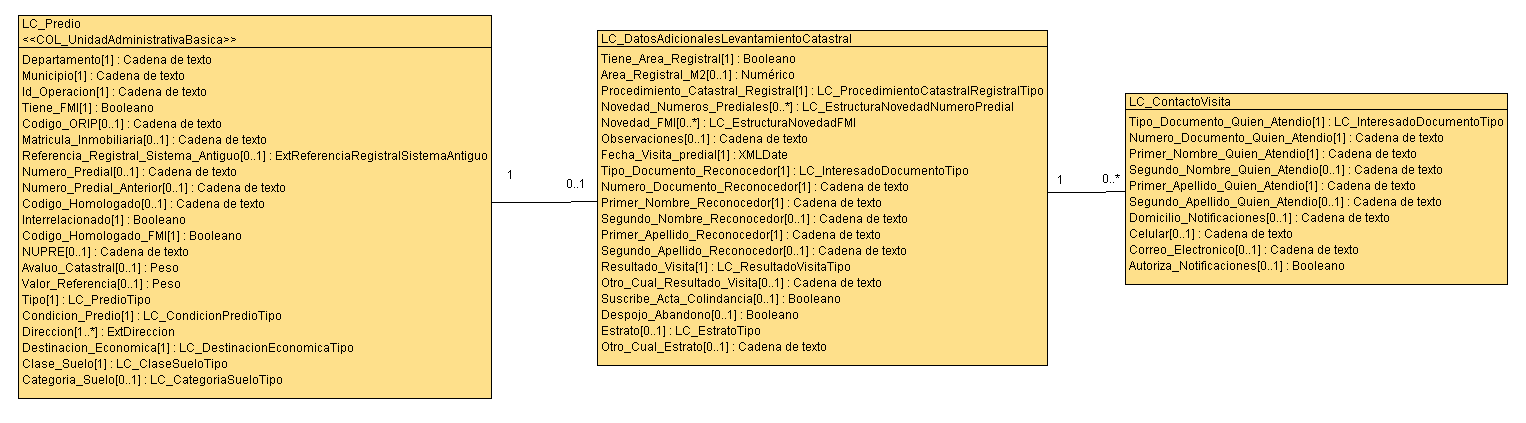 LC_Predio
<<COL_UnidadAdministrativaBasica>>
Departamento[1] : Cadena de texto
Municipio[1] : Cadena de texto
Id_Operacion[1] : Cadena de texto
Tiene_FMI[1] : Booleano
Codigo_ORIP[0..1] : Cadena de texto
Matricula_Inmobiliaria[0..1] : Cadena de texto
Referencia_Registral_Sistema_Antiguo[0..1] : ExtReferenciaRegistralSistemaAntiguo
Numero_Predial[1] : Cadena de texto
Numero_Predial_Anterior[0..1] : Cadena de texto
Codigo_Homologado[0..1] : Cadena de texto
Interrelacionado[1] : Booleano
Codigo_Homologado_FMI[1] : Booleano
NUPRE[0..1] : Cadena de texto
Avaluo_Catastral[0..1] : Peso
Valor_Referencia[0..1] : Peso
Tipo[1] : LC_PredioTipo
Condicion_Predio[1] : LC_CondicionPredioTipo
Direccion[1..*] : ExtDireccion
Destinacion_Economica[1] : LC_DestinacionEconomicaTipo
Clase_Suelo[1] : LC_ClaseSueloTipo
Categoria_Suelo[0..1] : LC_CategoriaSueloTipo
1
0..1
LC_DatosAdicionalesLevantamientoCatastral
Tiene_Area_Registral[1] : Booleano
Area_Registral_M2[0..1] : Numérico
Procedimiento_Catastral_Registral[1] : LC_ProcedimientoCatastralRegistralTipo
Novedad_Numeros_Prediales[0..*] : LC_EstructuraNovedadNumeroPredial
Novedad_FMI[0..*] : LC_EstructuraNovedadFMI
Observaciones[0..1] : Cadena de texto
Fecha_Visita_predial[1] : XMLDate
Tipo_Documento_Reconocedor[1] : LC_InteresadoDocumentoTipo
Numero_Documento_Reconocedor[1] : Cadena de texto
Primer_Nombre_Reconocedor[1] : Cadena de texto
Segundo_Nombre_Reconocedor[0..1] : Cadena de texto
Primer_Apellido_Reconocedor[1] : Cadena de texto
Segundo_Apellido_Reconocedor[0..1] : Cadena de texto
Resultado_Visita[1] : LC_ResultadoVisitaTipo
Otro_Cual_Resultado_Visita[0..1] : Cadena de texto
Suscribe_Acta_Colindancia[0..1] : Booleano
Despojo_Abandono[0..1] : Booleano
Estrato[0..1] : LC_EstratoTipo
Otro_Cual_Estrato[0..1] : Cadena de texto
1
0..*
LC_ContactoVisita
Tipo_Documento_Quien_Atendio[1] : LC_InteresadoDocumentoTipo
Numero_Documento_Quien_Atendio[0..1] : Cadena de texto
Primer_Nombre_Quien_Atendio[1] : Cadena de texto
Segundo_Nombre_Quien_Atendio[0..1] : Cadena de texto
Primer_Apellido_Quien_Atendio[1] : Cadena de texto
Segundo_Apellido_Quien_Atendio[0..1] : Cadena de texto
Domicilio_Notificaciones[0..1] : Cadena de texto
Celular[0..1] : Cadena de texto
Correo_Electronico[0..1] : Cadena de texto
Autoriza_Notificaciones[0..1] : Booleano